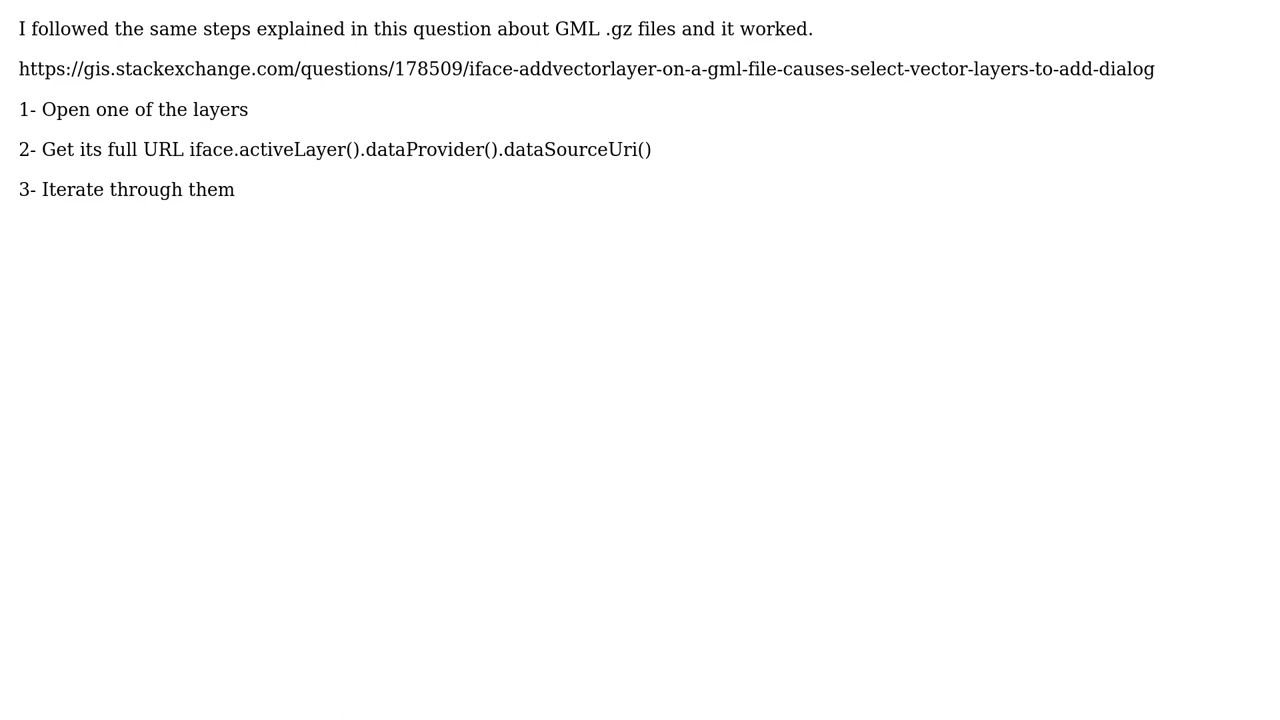 I followed the same steps explained in this question about GML .gz files and it worked.
https://gis.stackexchange.com/questions/178509/iface-addvectorlayer-on-a-gml-file-causes-select-vector-layers-to-add-dialog
1- Open one of the layers
2- Get its full URL iface.activeLayer().dataProvider().dataSourceUri()
3- Iterate through them